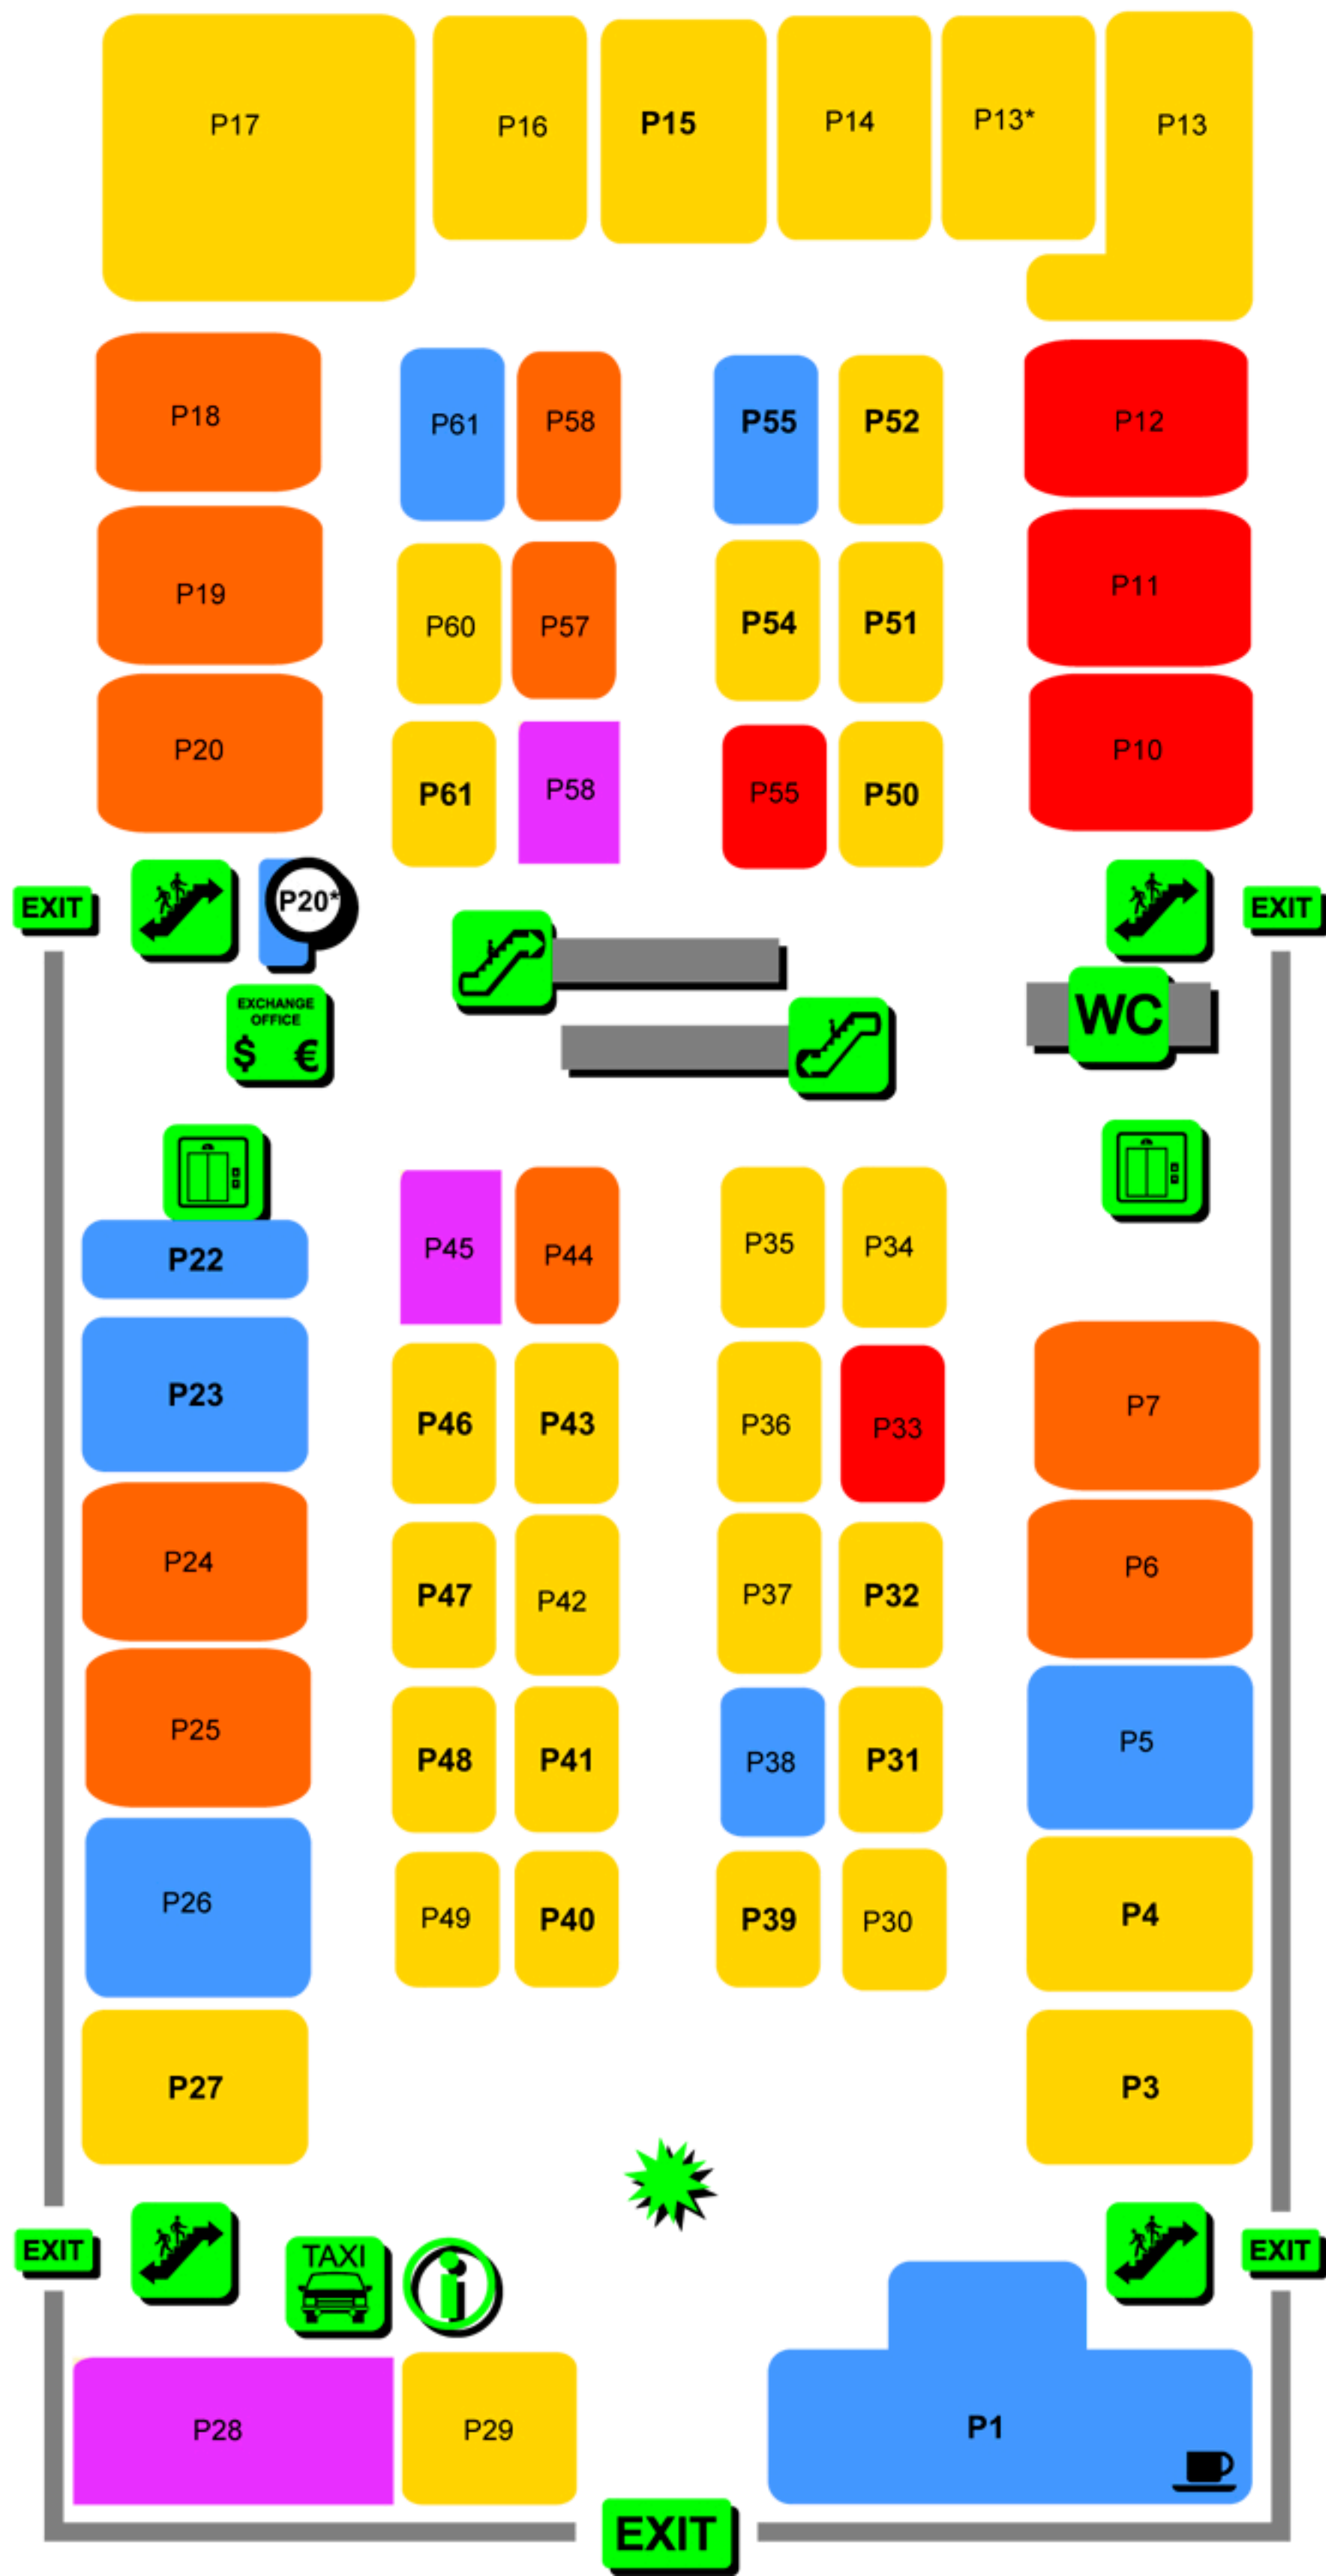 P17
P16
P15
P14
P13*
P13
P18
P61
P58
P55
P52
P12
P19
P60
P57
P54
P51
P11
P20
P61
P58
P55
P50
P10
EXIT
P20*
EXIT
EXCHANGE
OFFICE
$ €
WC
P22
P45
P44
P35
P34
P23
P46
P43
P36
P33
P7
P24
P47
P42
P37
P32
P6
P25
P48
P41
P38
P31
P5
P26
P49
P40
P39
P30
P4
P27
P3
EXIT
TAXI
i
EXIT
P28
P29
P1
EXIT